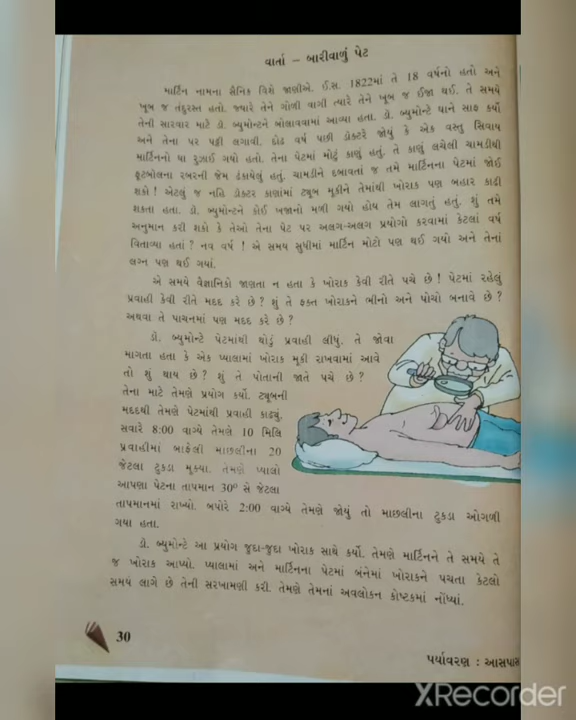 વાર્તા – બારીવાળું પેટ
માર્ટિન નામના સૈનિક વિશે જાણીએ. ઈ.સ. 1822માં તે 18 વર્ષનો હતો અને
ખૂબ જ તંદુરસ્ત હતો. જ્યારે તેને ગોળી વાગી ત્યારે તેને ખૂબ જ ઈજા થઈ. તે સમયે
તેની સારવાર માટે ડૉ. બ્યુમોન્ટને બોલાવવામાં આવ્યા હતા. ડૉ. બ્યુમોન્ટે ઘાને સાફ કર્યો
અને તેના પર પટ્ટી લગાવી. દોઢ વર્ષ પછી ડૉક્ટરે જોયું કે એક વસ્તુ સિવાય
માર્ટિનનો ઘા રુઝાઈ ગયો હતો. તેના પેટમાં મોટું કાણું હતું. તે કાણું લચેલી ચામડીથી
ફૂટબોલના રબરની જેમ ઢંકાયેલું હતું. ચામડીને દબાવતાં જ તમે માર્ટિનના પેટમાં જોઈ
શકો ! એટલું જ નહિ ડૉક્ટર કાણાંમાં ટ્યુબ મૂકીને તેમાંથી ખોરાક પણ બહાર કાઢી
શકતા હતા. ડૉ. બ્યુમોન્ટને કોઈ ખજાનો મળી ગયો હોય તેમ લાગતું હતું. શું તમે
અનુમાન કરી શકો કે તેઓ તેના પેટ પર અલગ-અલગ પ્રયોગો કરવામાં કેટલાં વર્ષ
વિતાવ્યા હતાં ? નવ વર્ષ ! એ સમય સુધીમાં માર્ટિન મોટો પણ થઈ ગયો અને તેનાં
લગ્ન પણ થઈ ગયાં.
એ સમયે વૈજ્ઞાનિકો જાણતા ન હતા કે ખોરાક કેવી રીતે પચે છે ! પેટમાં રહેલું
પ્રવાહી કેવી રીતે મદદ કરે છે ? શું તે ફક્ત ખોરાકને ભીનો અને પોચો બનાવે છે ?
અથવા તે પાચનમાં પણ મદદ કરે છે ?
ડૉ. બ્યુમોન્ટે પેટમાંથી થોડું પ્રવાહી લીધું. તે જોવા
માગતા હતા કે એક પ્યાલામાં ખોરાક મૂકી રાખવામાં આવે
તો શું થાય છે ? શું તે પોતાની જાતે પચે છે ?
તેના માટે તેમણે પ્રયોગ કર્યો. ટ્યુબની
મદદથી તેમણે પેટમાંથી પ્રવાહી કાઢ્યું.
સવારે 8:00 વાગ્યે તેમણે 10 મિલિ
પ્રવાહીમાં બાફેલી માછલીના 20
જેટલા ટુકડા મૂક્યા. તેમણે પ્યાલો
આપણા પેટના તાપમાન 30° સે જેટલા
તાપમાનમાં રાખ્યો. બપોરે 2:00 વાગ્યે તેમણે જોયું તો માછલીના ટુકડા ઓગળી
ગયા હતા.
ડૉ. બ્યુમોન્ટે આ પ્રયોગ જુદા-જુદા ખોરાક સાથે કર્યો. તેમણે માર્ટિનને તે સમયે તે
જ ખોરાક આપ્યો. પ્યાલામાં અને માર્ટિનના પેટમાં બંનેમાં ખોરાકને પચતા કેટલો
સમય લાગે છે તેની સરખામણી કરી. તેમણે તેમનાં અવલોકન કોષ્ટકમાં નોંધ્યાં.
30
પર્યાવરણ : આસપાસ
XRecorder